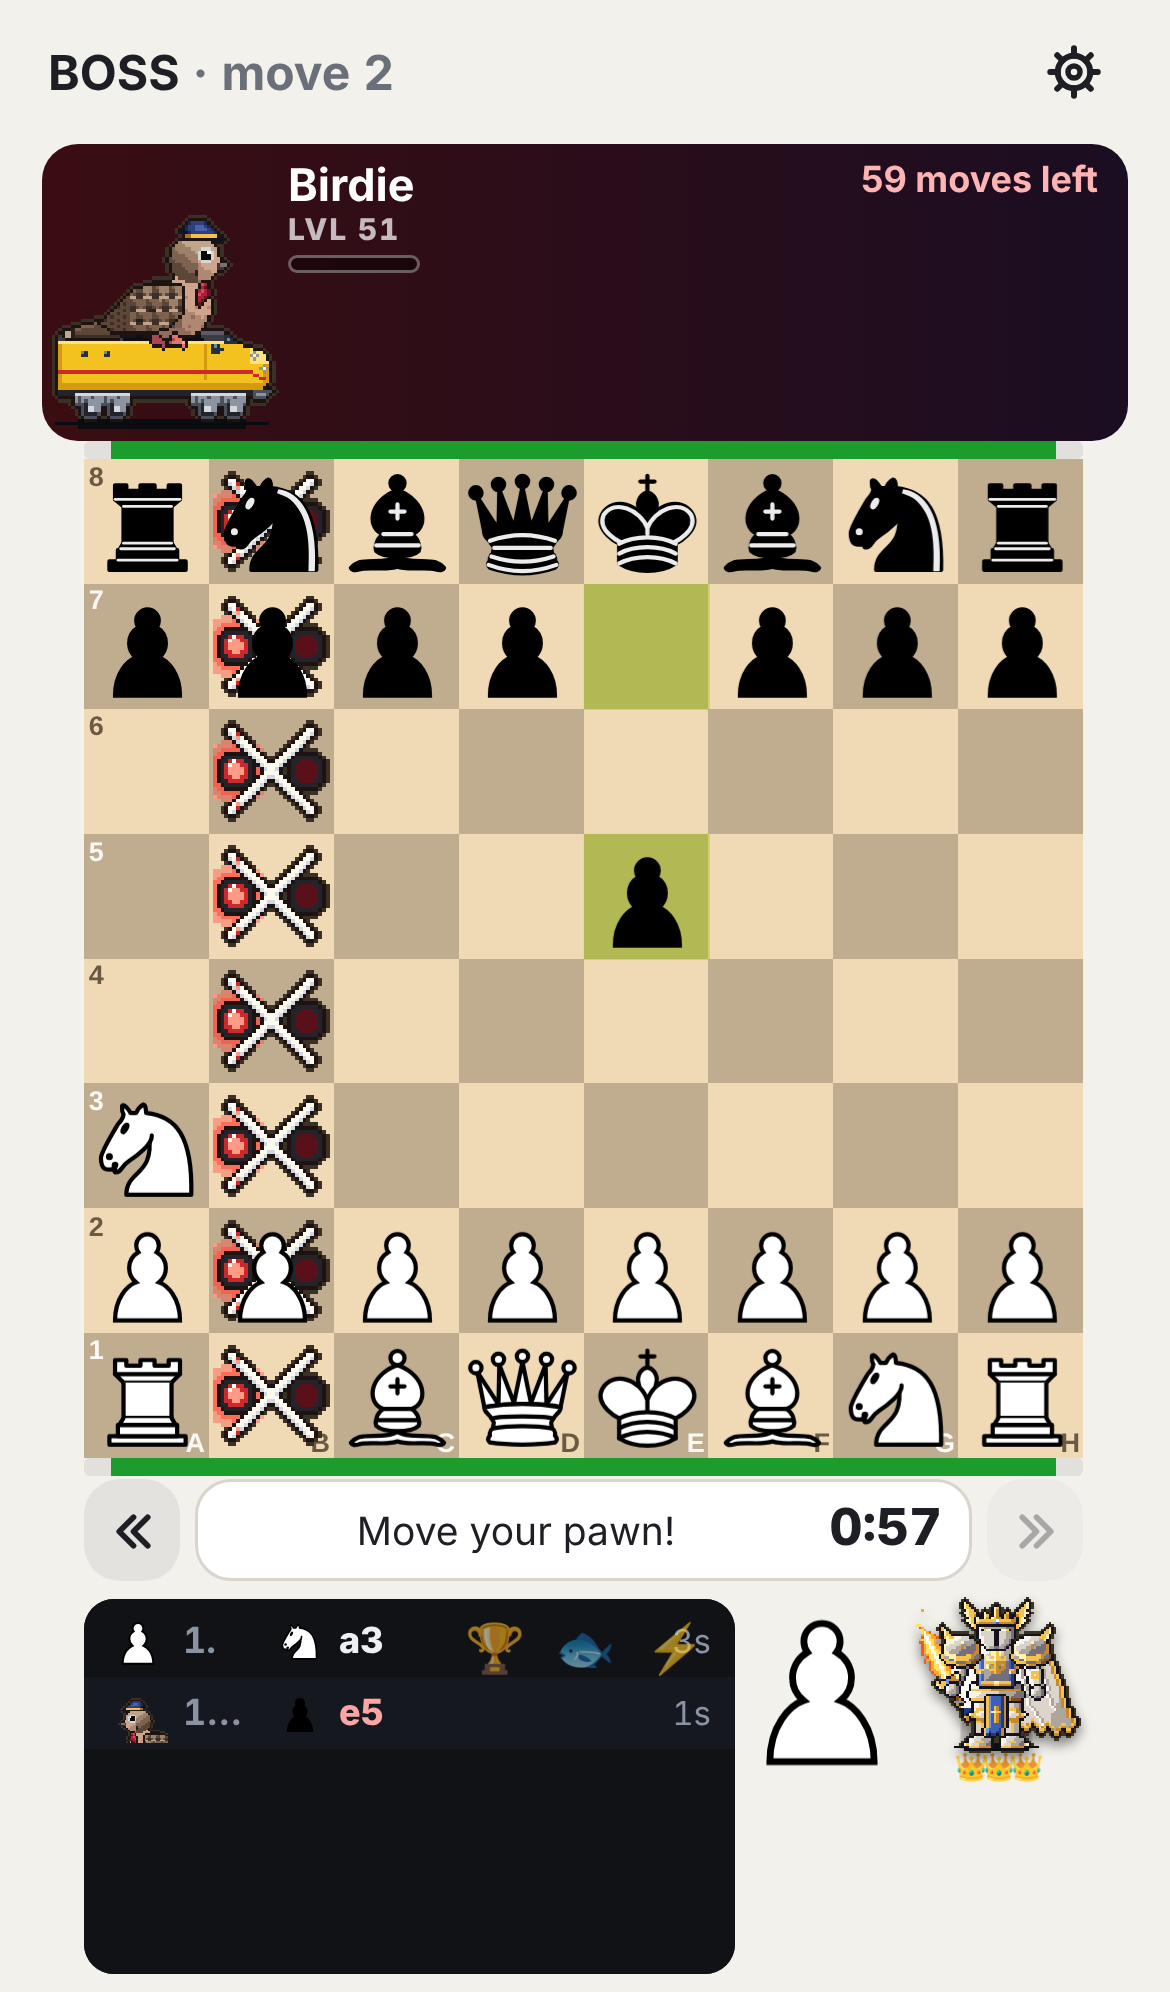 BOSS · move 2
Birdie
59 moves left
LVL 51
8
7
6
5
4
3
2
1
A B C D E F G H
Move your pawn! 0:57
1. a3 3s
1... e5 1s